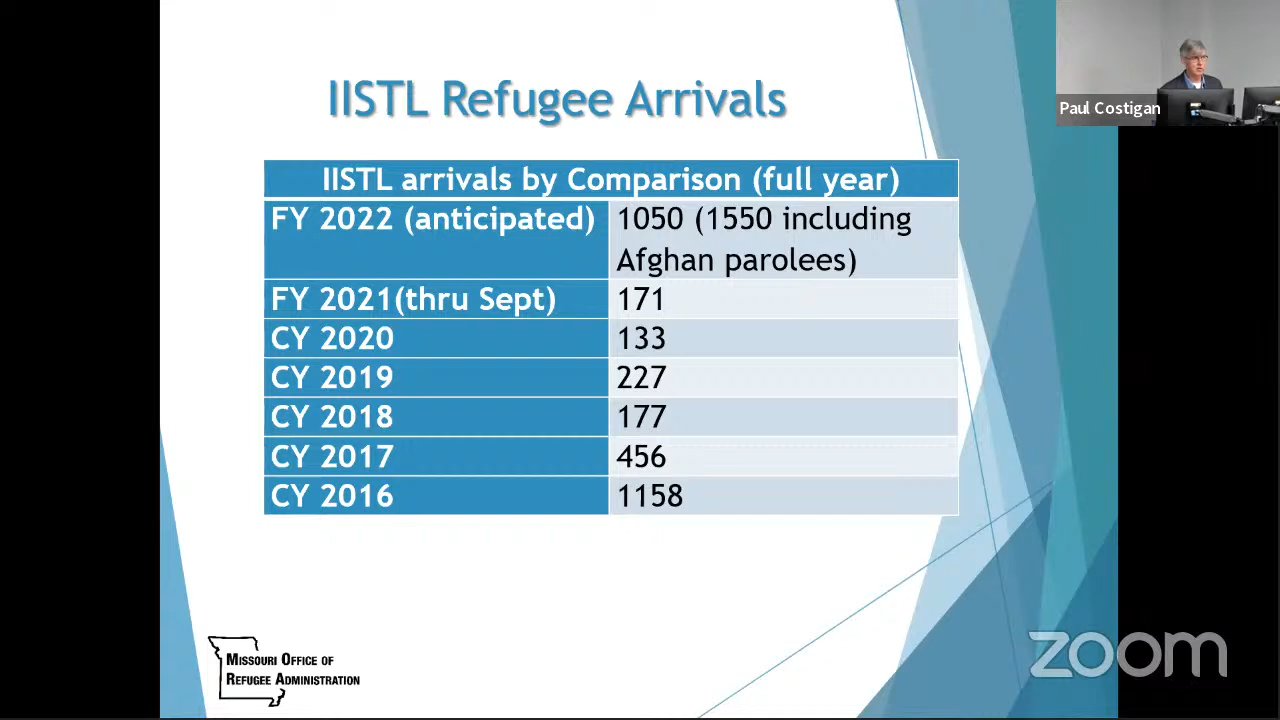 IISTL Refugee Arrivals
Paul Costigan
IISTL arrivals by Comparison (full year)
FY 2022 (anticipated) 1050 (1550 including
Afghan parolees)
FY 2021(thru Sept) 171
CY 2020 133
CY 2019 227
CY 2018 177
CY 2017 456
CY 2016 1158
MISSOURI OFFICE OF
REFUGEE ADMINISTRATION
zoom